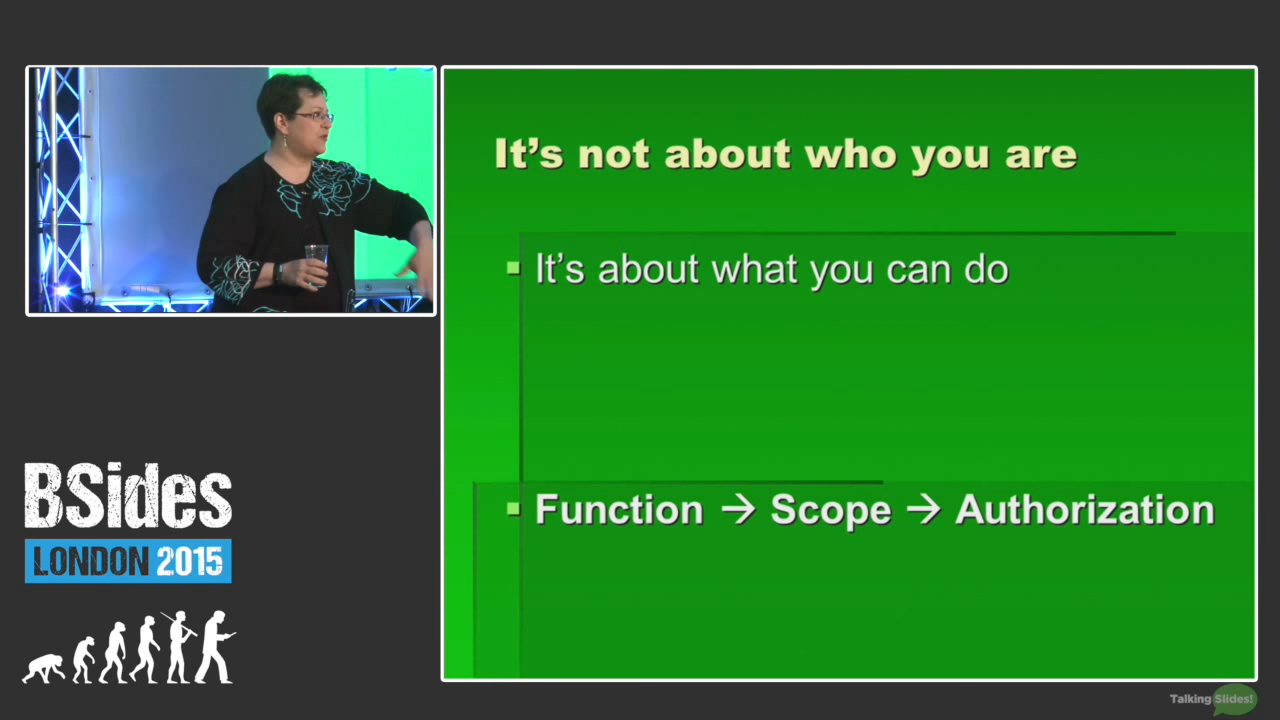 It's not about who you are
It's about what you can do
Function → Scope → Authorization
BSides
LONDON 2015
Talking Slides!